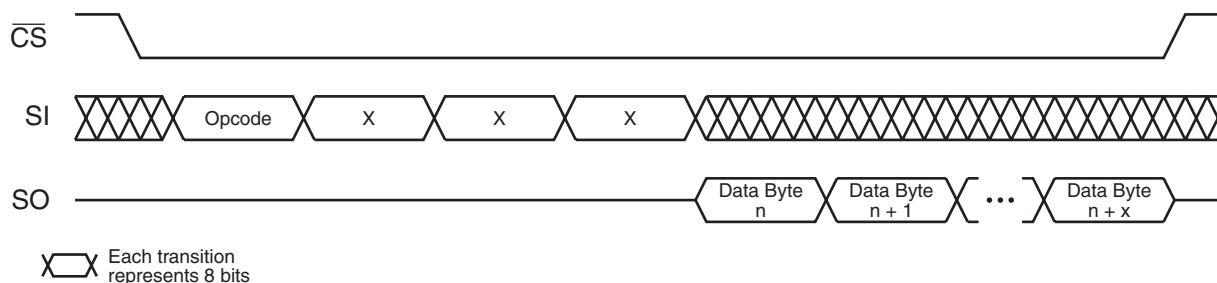 CS
SI
Opcode
X
X
X
SO
Data Byte
n
Data Byte
n + 1
•••
Data Byte
n + x
Each transition
represents 8 bits